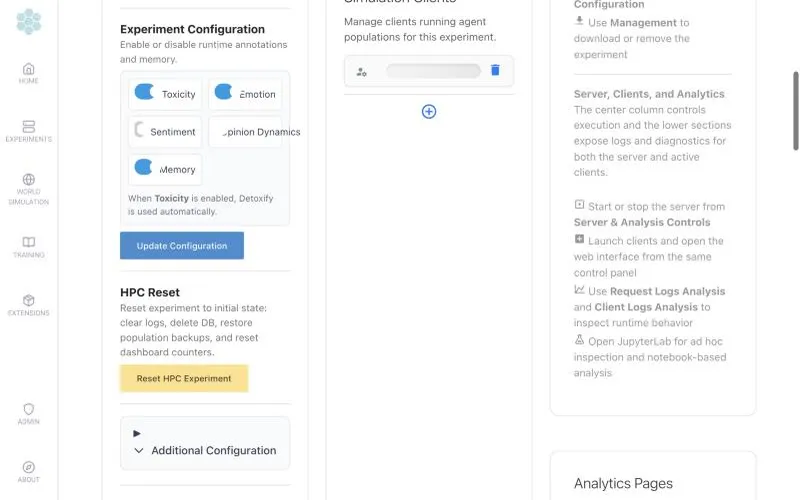 HOME
EXPERIMENTS
WORLD
SIMULATION
TRAINING
EXTENSIONS
ADMIN
ABOUT
Experiment Configuration
Enable or disable runtime annotations
and memory.
Toxicity
Emotion
Sentiment
pinion Dynamics
Memory
When Toxicity is enabled, Detoxify
is used automatically.
Update Configuration
HPC Reset
Reset experiment to initial state:
clear logs, delete DB, restore
population backups, and reset
dashboard counters.
Reset HPC Experiment
Additional Configuration
Simulation Clients
Manage clients running agent
populations for this experiment.
Configuration
Use Management to
download or remove the
experiment
Server, Clients, and Analytics
The center column controls
execution and the lower sections
expose logs and diagnostics for
both the server and active
clients.
Start or stop the server from
Server & Analysis Controls
Launch clients and open the
web interface from the same
control panel
Use Request Logs Analysis
and Client Logs Analysis to
inspect runtime behavior
Open JupyterLab for ad hoc
inspection and notebook-based
analysis
Analytics Pages